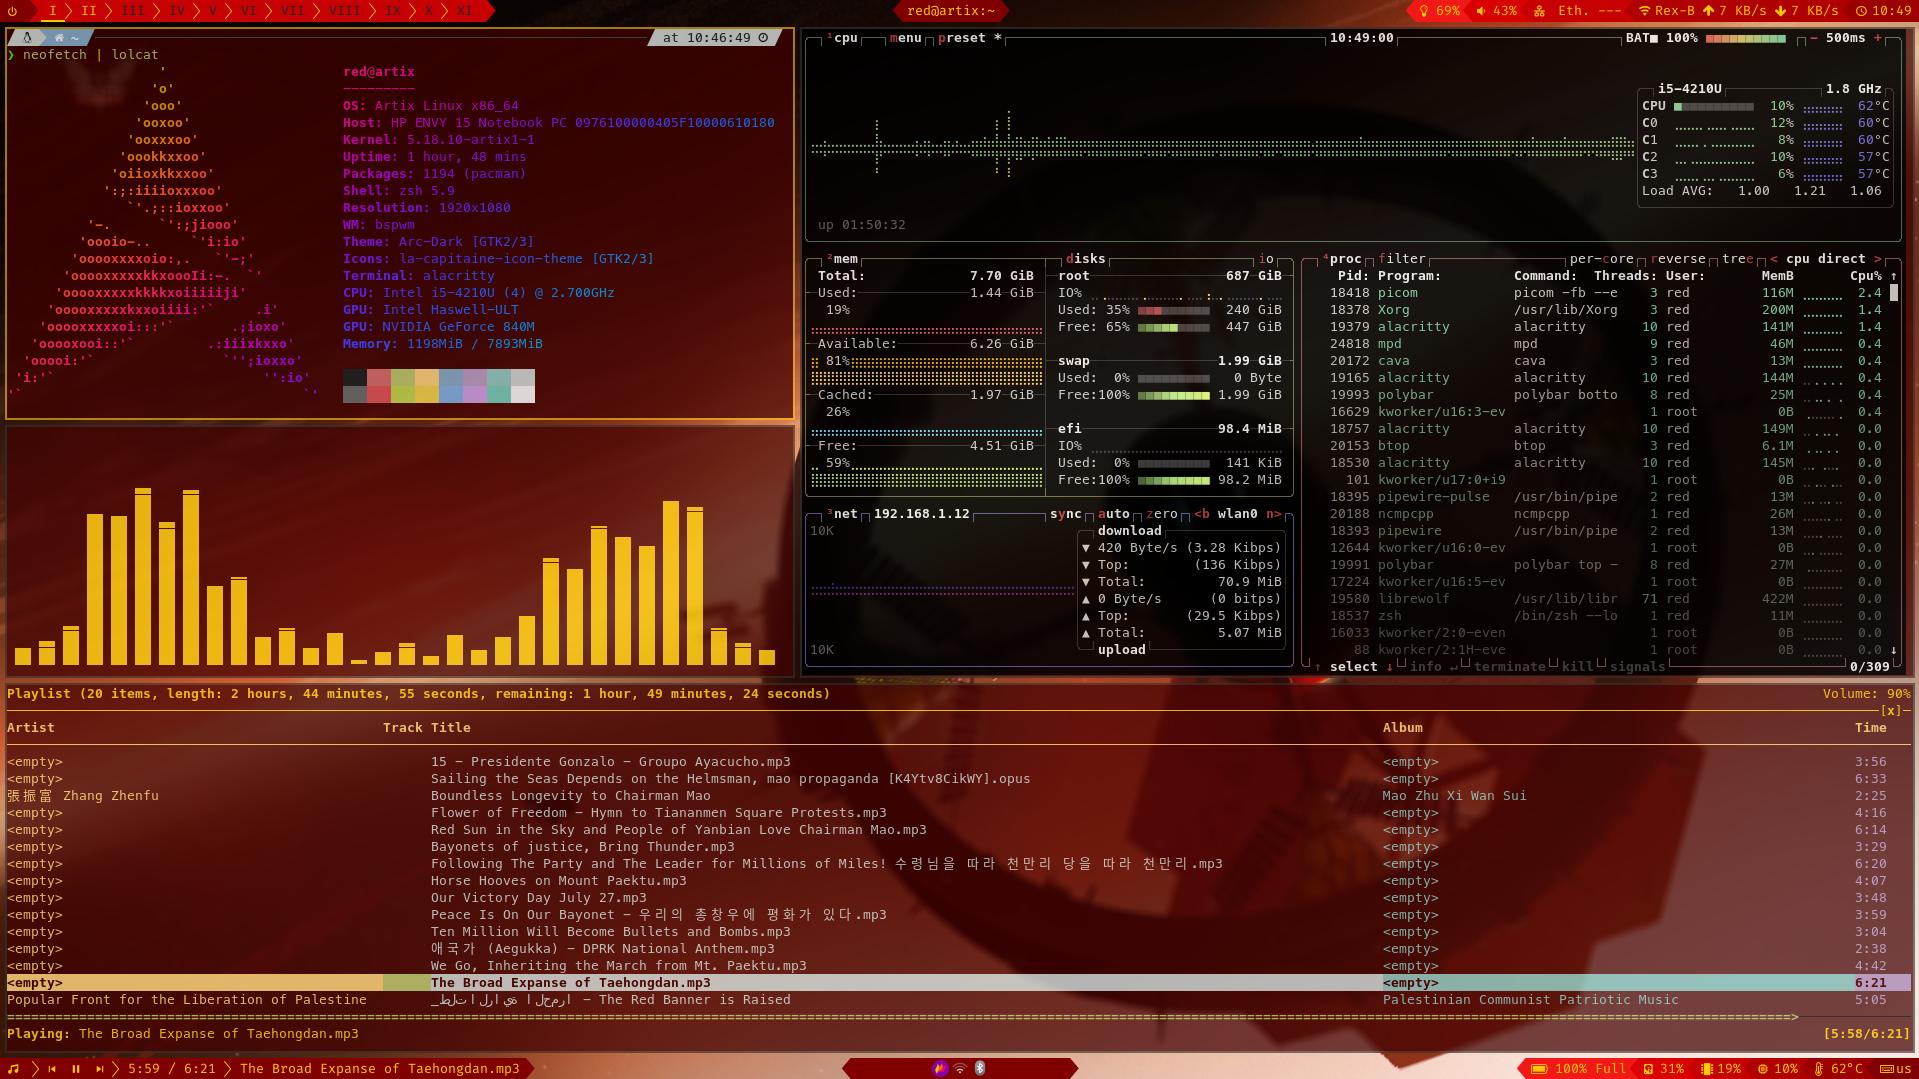 I II III IV V VI VII VIII IX X XI
red@artix:~
69% 43% Eth. --- Rex-B 7 KB/s 7 KB/s 10:49
~ at 10:46:49
❯ neofetch | lolcat
red@artix
---------
OS: Artix Linux x86_64
Host: HP ENVY 15 Notebook PC 0976100000405F10000610180
Kernel: 5.18.10-artix1-1
Uptime: 1 hour, 48 mins
Packages: 1194 (pacman)
Shell: zsh 5.9
Resolution: 1920x1080
WM: bspwm
Theme: Arc-Dark [GTK2/3]
Icons: la-capitaine-icon-theme [GTK2/3]
Terminal: alacritty
CPU: Intel i5-4210U (4) @ 2.700GHz
GPU: Intel Haswell-ULT
GPU: NVIDIA GeForce 840M
Memory: 1198MiB / 7893MiB
'
'o'
'ooo'
'ooxoo'
'ooxxxoo'
'oookkxxoo'
'oiioxkkxxoo'
':;:iiiioxxxoo'
`'.;::ioxxoo'
'-. `':;jiooo'
'oooio-.. `'i:io'
'ooooxxxxoio:,. `'-;'
'ooooxxxxxkkxoooIi:-. `'
'ooooxxxxxkkkkxoiiiiiji'
'ooooxxxxxkxxoiiii:'` .i'
'ooooxxxxxoi:::'` .;ioxo'
'ooooxooi::'` .:iiixkxxo'
'ooooi:'` `'';ioxxo'
'i:'` '':io'
'` `'
¹cpu menu preset * 10:49:00 BAT■ 100% - 500ms +
i5-4210U 1.8 GHz
CPU 10% 62°C
C0 12% 60°C
C1 8% 60°C
C2 10% 57°C
C3 6% 57°C
Load AVG: 1.00 1.21 1.06
up 01:50:32
²mem disks io
Total: 7.70 GiB
Used: 1.44 GiB
19%
Available: 6.26 GiB
81%
Cached: 1.97 GiB
26%
Free: 4.51 GiB
59%
root 687 GiB
IO%
Used: 35% 240 GiB
Free: 65% 447 GiB
swap 1.99 GiB
Used: 0% 0 Byte
Free:100% 1.99 GiB
efi 98.4 MiB
IO%
Used: 0% 141 KiB
Free:100% 98.2 MiB
³net 192.168.1.12 sync auto zero <b wlan0 n>
10K
download
▼ 420 Byte/s (3.28 Kibps)
▼ Top: (136 Kibps)
▼ Total: 70.9 MiB
▲ 0 Byte/s (0 bitps)
▲ Top: (29.5 Kibps)
▲ Total: 5.07 MiB
10K
upload
⁴proc filter per-core reverse tree < cpu direct >
Pid: Program: Command: Threads: User: MemB Cpu% ↑
18418 picom picom -fb --e 3 red 116M 2.4
18378 Xorg /usr/lib/Xorg 3 red 200M 1.4
19379 alacritty alacritty 10 red 141M 1.4
24818 mpd mpd 9 red 46M 0.4
20172 cava cava 3 red 13M 0.4
19165 alacritty alacritty 10 red 144M 0.4
19993 polybar polybar botto 8 red 25M 0.4
16629 kworker/u16:3-ev 1 root 0B 0.4
18757 alacritty alacritty 10 red 149M 0.0
20153 btop btop 3 red 6.1M 0.0
18530 alacritty alacritty 10 red 145M 0.0
101 kworker/u17:0+i9 1 root 0B 0.0
18395 pipewire-pulse /usr/bin/pipe 2 red 13M 0.0
20188 ncmpcpp ncmpcpp 1 red 26M 0.0
18393 pipewire /usr/bin/pipe 2 red 13M 0.0
12644 kworker/u16:0-ev 1 root 0B 0.0
19991 polybar polybar top - 8 red 27M 0.0
17224 kworker/u16:5-ev 1 root 0B 0.0
19580 librewolf /usr/lib/libr 71 red 422M 0.0
18537 zsh /bin/zsh --lo 1 red 11M 0.0
16033 kworker/2:0-even 1 root 0B 0.0
88 kworker/2:1H-eve 1 root 0B 0.0 ↓
↑ select ↓ info ↵ terminate kill signals 0/309
Playlist (20 items, length: 2 hours, 44 minutes, 55 seconds, remaining: 1 hour, 49 minutes, 24 seconds) Volume: 90%
[x]
Artist Track Title Album Time
<empty> 15 - Presidente Gonzalo - Groupo Ayacucho.mp3 <empty> 3:56
<empty> Sailing the Seas Depends on the Helmsman, mao propaganda [K4Ytv8CikWY].opus <empty> 6:33
張振富 Zhang Zhenfu Boundless Longevity to Chairman Mao Mao Zhu Xi Wan Sui 2:25
<empty> Flower of Freedom - Hymn to Tiananmen Square Protests.mp3 <empty> 4:16
<empty> Red Sun in the Sky and People of Yanbian Love Chairman Mao.mp3 <empty> 6:14
<empty> Bayonets of justice, Bring Thunder.mp3 <empty> 3:29
<empty> Following The Party and The Leader for Millions of Miles! 수령님을 따라 천만리 당을 따라 천만리.mp3 <empty> 6:20
<empty> Horse Hooves on Mount Paektu.mp3 <empty> 4:07
<empty> Our Victory Day July 27.mp3 <empty> 3:48
<empty> Peace Is On Our Bayonet - 우리의 총창우에 평화가 있다.mp3 <empty> 3:59
<empty> Ten Million Will Become Bullets and Bombs.mp3 <empty> 3:04
<empty> 애국가 (Aegukka) - DPRK National Anthem.mp3 <empty> 2:38
<empty> We Go, Inheriting the March from Mt. Paektu.mp3 <empty> 4:42
<empty> The Broad Expanse of Taehongdan.mp3 <empty> 6:21
Popular Front for the Liberation of Palestine - The Red Banner is Raised Palestinian Communist Patriotic Music 5:05
Playing: The Broad Expanse of Taehongdan.mp3 [5:58/6:21]
5:59 / 6:21 The Broad Expanse of Taehongdan.mp3
100% Full 31% 19% 10% 62°C us